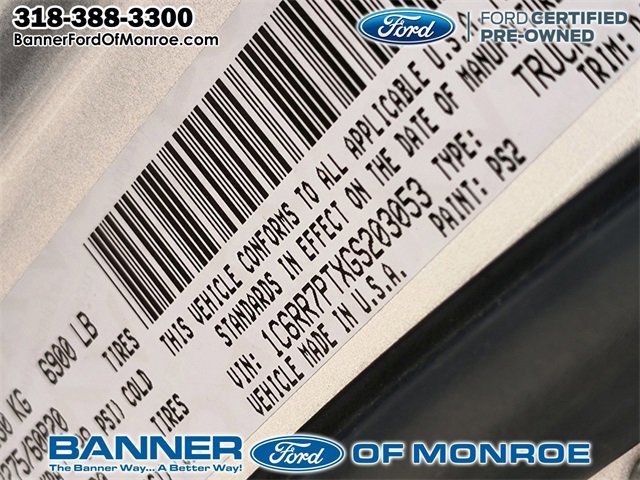 318-388-3300
BannerFordOfMonroe.com
Ford
FORD CERTIFIED
PRE-OWNED
THIS VEHICLE CONFORMS TO ALL APPLICABLE U.S.
STANDARDS IN EFFECT ON THE DATE OF MANUF
VIN: 1C6RR7PTXGS203053 TYPE: TRUCK
VEHICLE MADE IN U.S.A. PAINT: PS2 TRIM:
KG 6900 LB
275/60R20 TIRES
PSI) COLD
TIRES
BANNER Ford OF MONROE
The Banner Way... A Better Way!